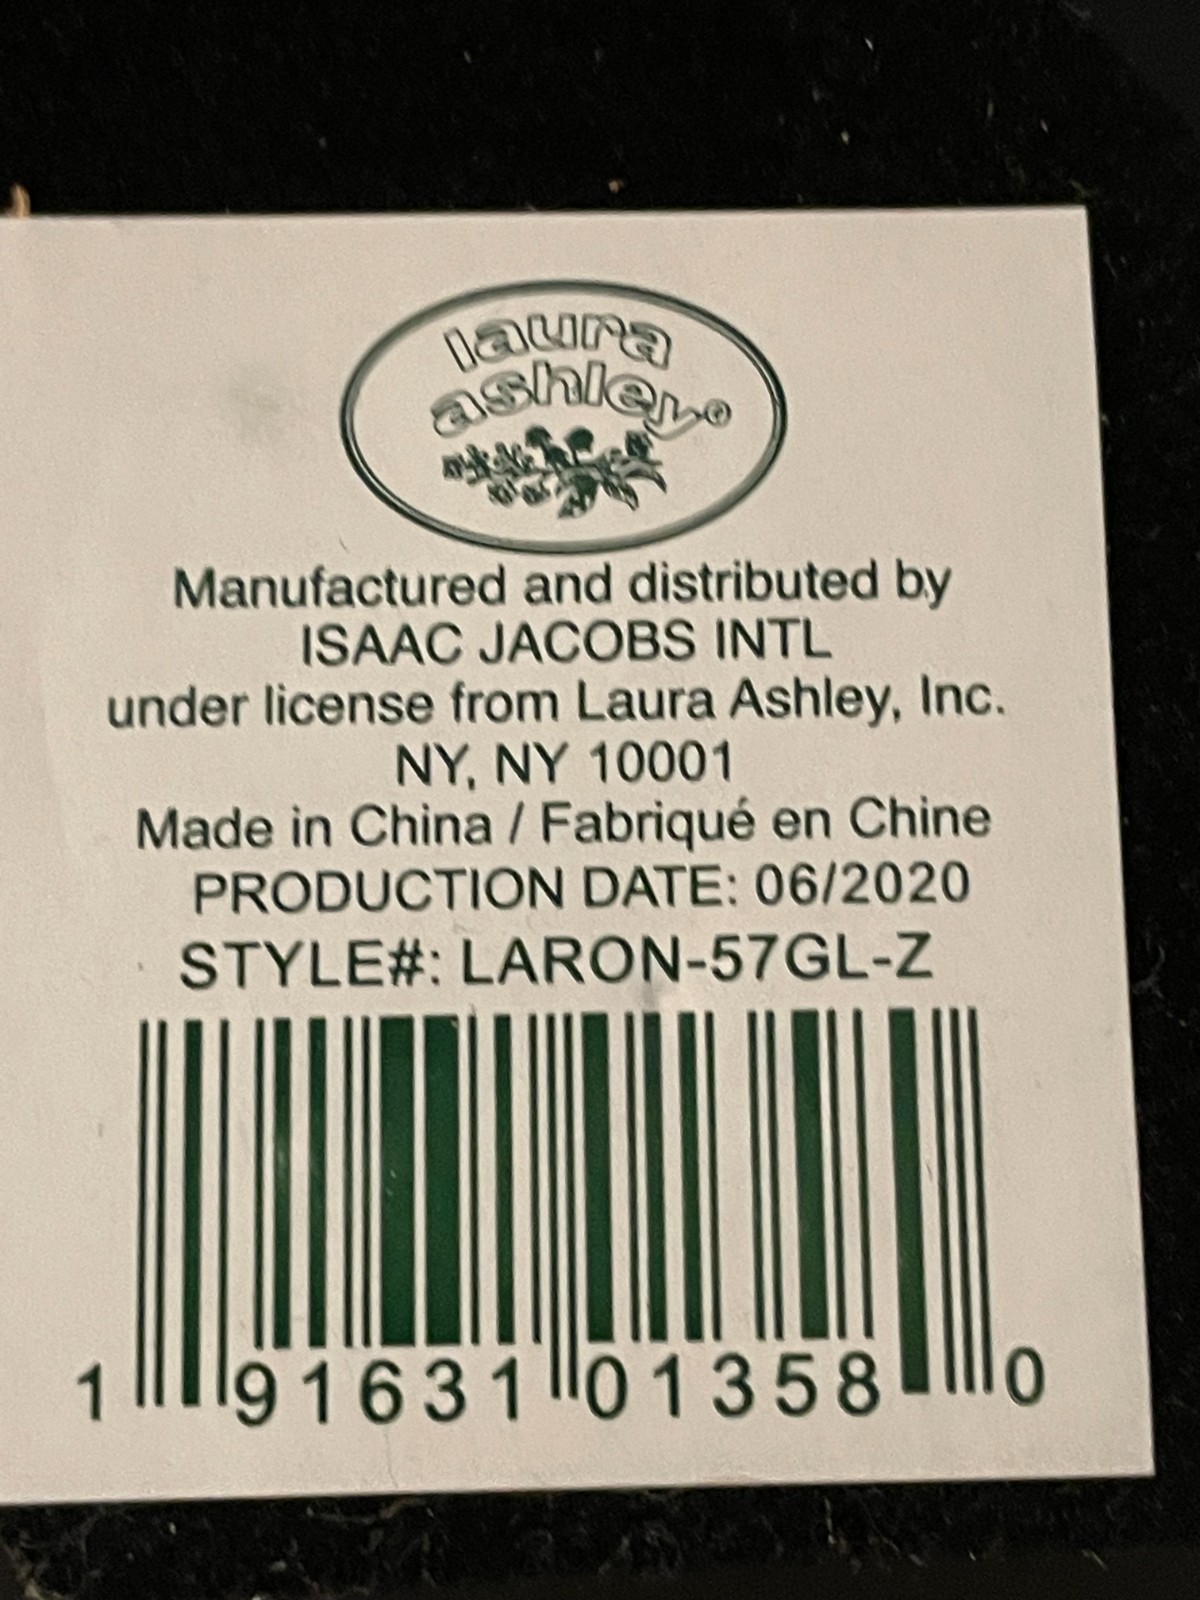 laura
ashley®
Manufactured and distributed by
ISAAC JACOBS INTL
under license from Laura Ashley, Inc.
NY, NY 10001
Made in China / Fabriqué en Chine
PRODUCTION DATE: 06/2020
STYLE#: LARON-57GL-Z
1 91631 01358 0